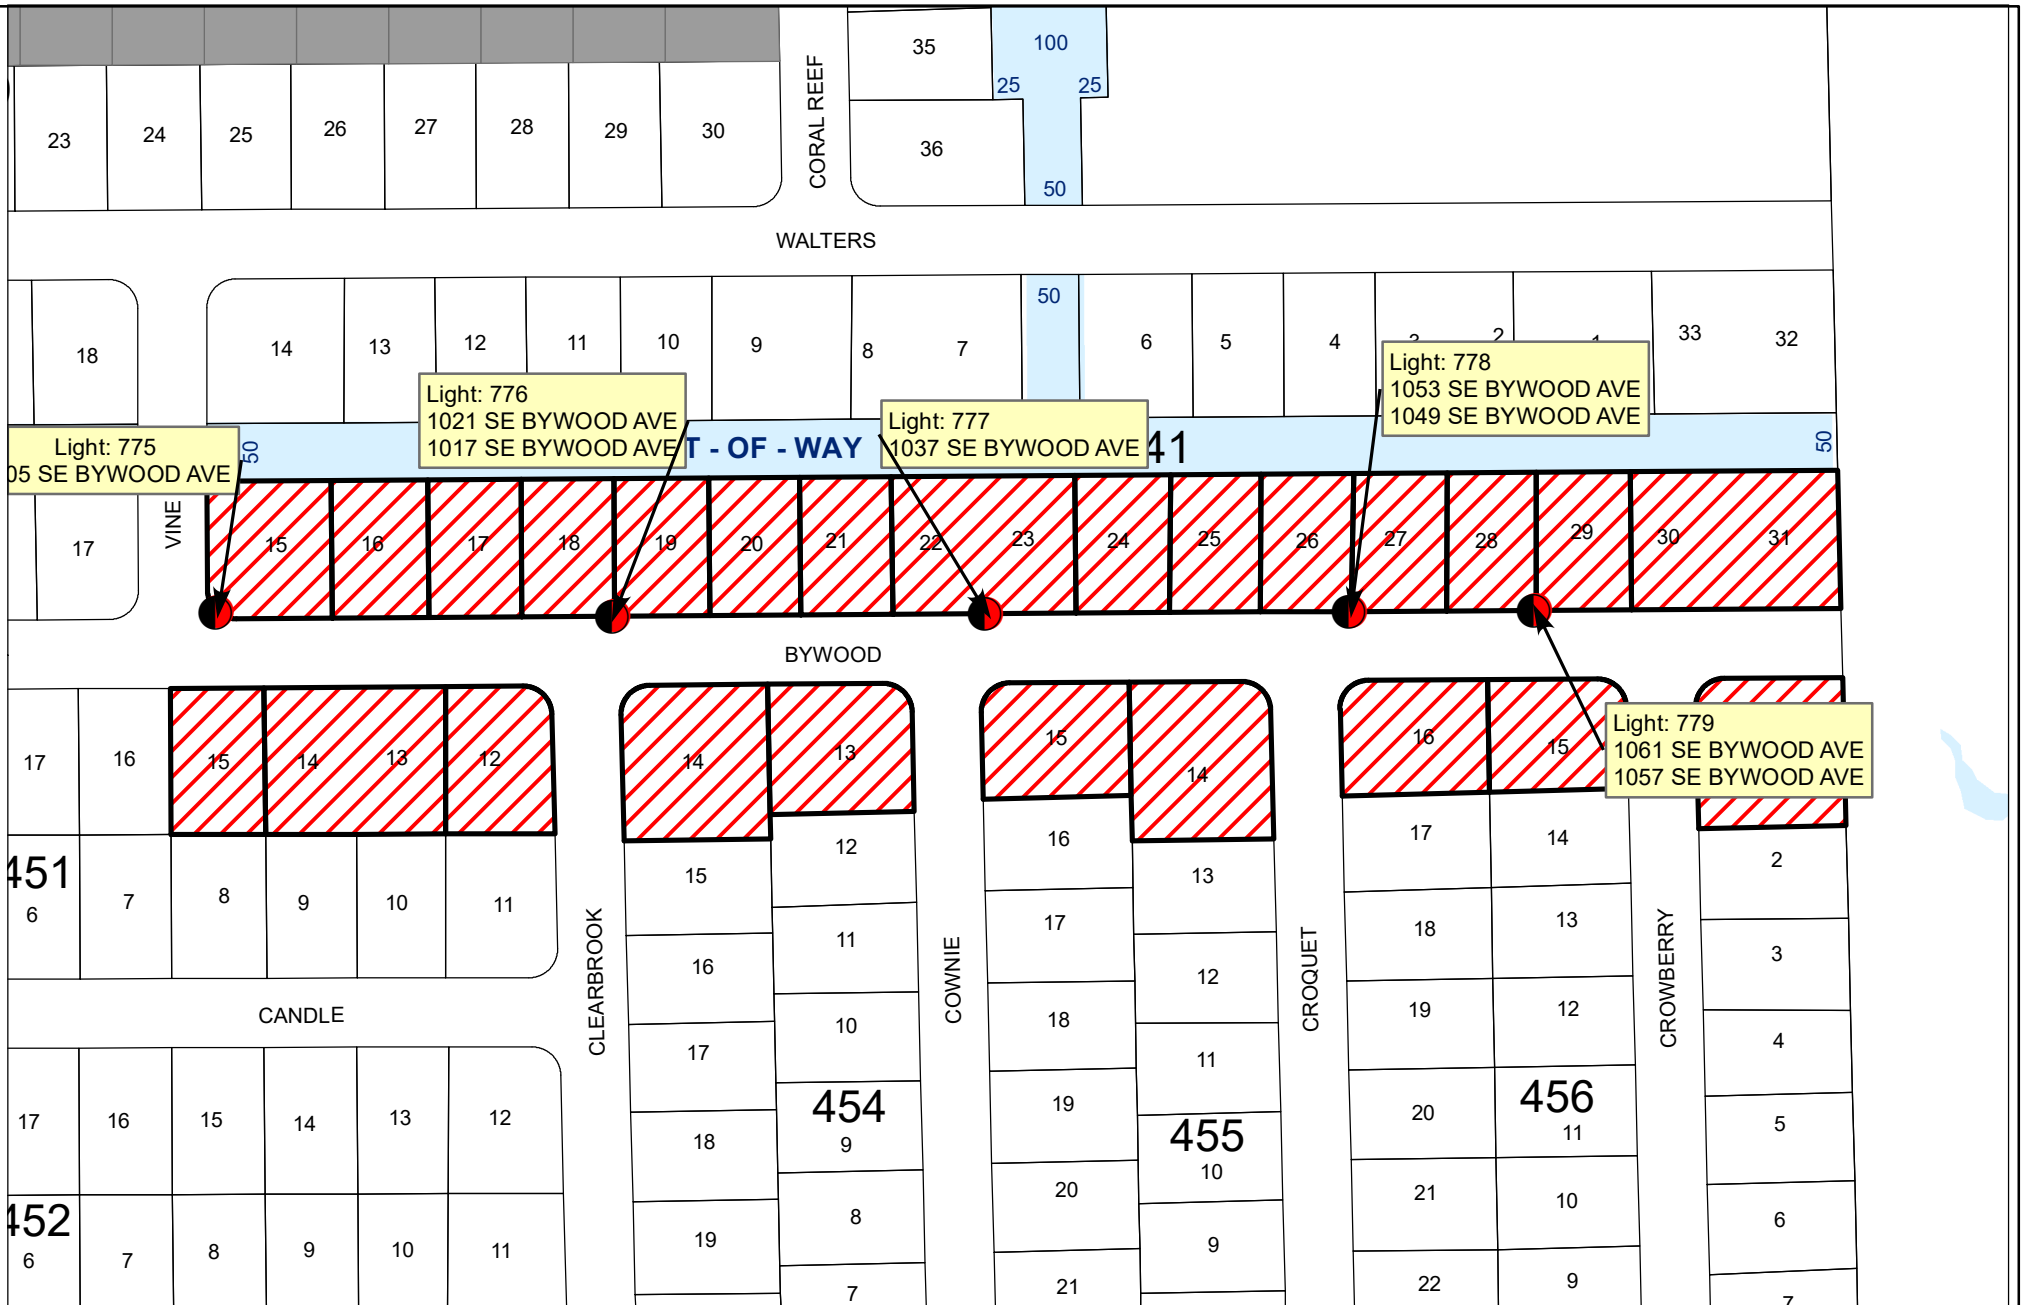 35
100
25 25
23 24 25 26 27 28 29 30
CORAL REEF
36
50
WALTERS
50
18 14 13 12 11 10 9 8 7 6 5 4 33 32
Light: 775
05 SE BYWOOD AVE
Light: 776
1021 SE BYWOOD AVE
1017 SE BYWOOD AVE
Light: 777
1037 SE BYWOOD AVE
Light: 778
1053 SE BYWOOD AVE
1049 SE BYWOOD AVE
50
T - OF - WAY
41
50
VINE
17 15 16 17 18 19 20 21 22 23 24 25 26 27 28 29 30 31
BYWOOD
17 16 15 14 13 12 14 13 15 14 16 15
Light: 779
1061 SE BYWOOD AVE
1057 SE BYWOOD AVE
451
6 7 8 9 10 11
CANDLE
17 16 15 14 13 12
452
6 7 8 9 10 11
CLEARBROOK
15
16
17
18
19
12
11
10
454
9
8
7
COWNIE
16
17
18
19
20
21
13
12
11
455
10
9
CROQUET
17
18
19
20
21
22
14
13
12
456
11
10
9
CROWBERRY
2
3
4
5
6
7